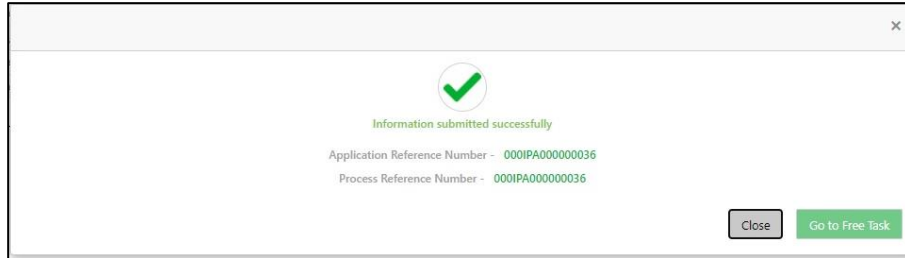 ×
Information submitted successfully
Application Reference Number - 000IPA000000036
Process Reference Number - 000IPA000000036
Close Go to Free Task